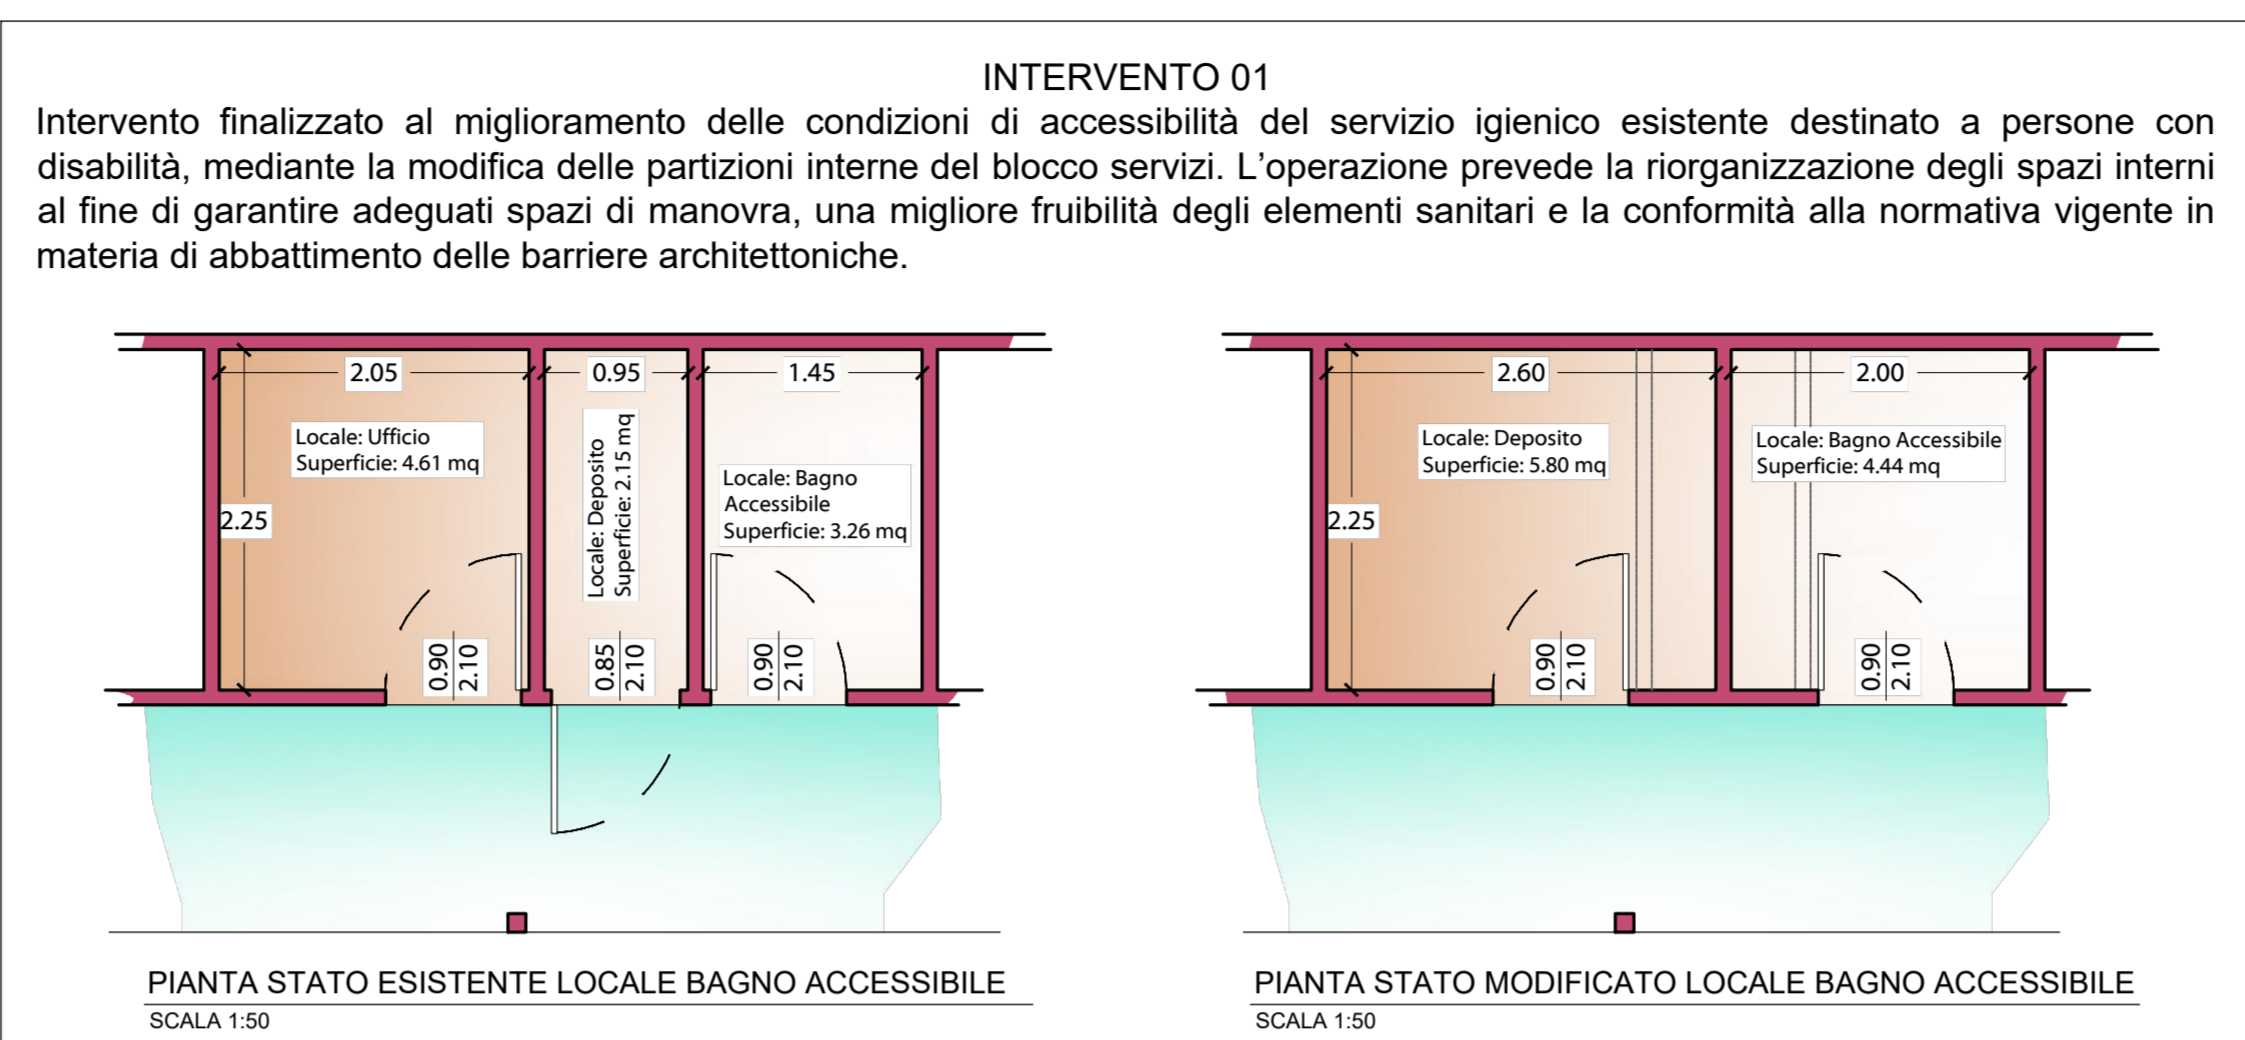 INTERVENTO 01
Intervento finalizzato al miglioramento delle condizioni di accessibilità del servizio igienico esistente destinato a persone con
disabilità, mediante la modifica delle partizioni interne del blocco servizi. L’operazione prevede la riorganizzazione degli spazi interni
al fine di garantire adeguati spazi di manovra, una migliore fruibilità degli elementi sanitari e la conformità alla normativa vigente in
materia di abbattimento delle barriere architettoniche.
2.05
0.95
1.45
Locale: Ufficio
Superficie: 4.61 mq
Locale: Deposito
Superficie: 2.15 mq
Locale: Bagno
Accessibile
Superficie: 3.26 mq
2.25
0.90
2.10
0.85
2.10
0.90
2.10
PIANTA STATO ESISTENTE LOCALE BAGNO ACCESSIBILE
SCALA 1:50
2.60
2.00
Locale: Deposito
Superficie: 5.80 mq
Locale: Bagno Accessibile
Superficie: 4.44 mq
2.25
0.90
2.10
0.90
2.10
PIANTA STATO MODIFICATO LOCALE BAGNO ACCESSIBILE
SCALA 1:50